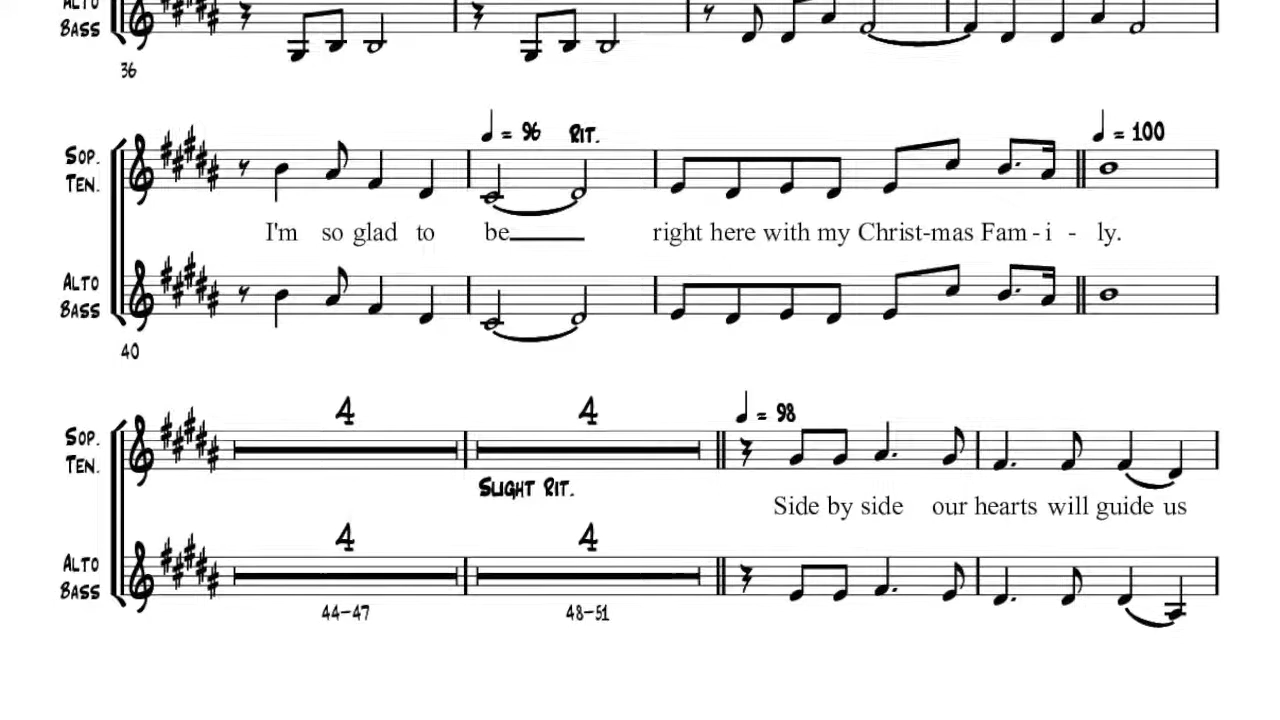 ALTO
BASS
36
= 96 RIT. = 100
SOP.
TEN.
I'm so glad to be right here with my Christ-mas Fam - i - ly.
ALTO
BASS
40
4 4 = 98
SOP.
TEN.
SLIGHT RIT.
Side by side our hearts will guide us
4 4
ALTO
BASS
44-47 48-51